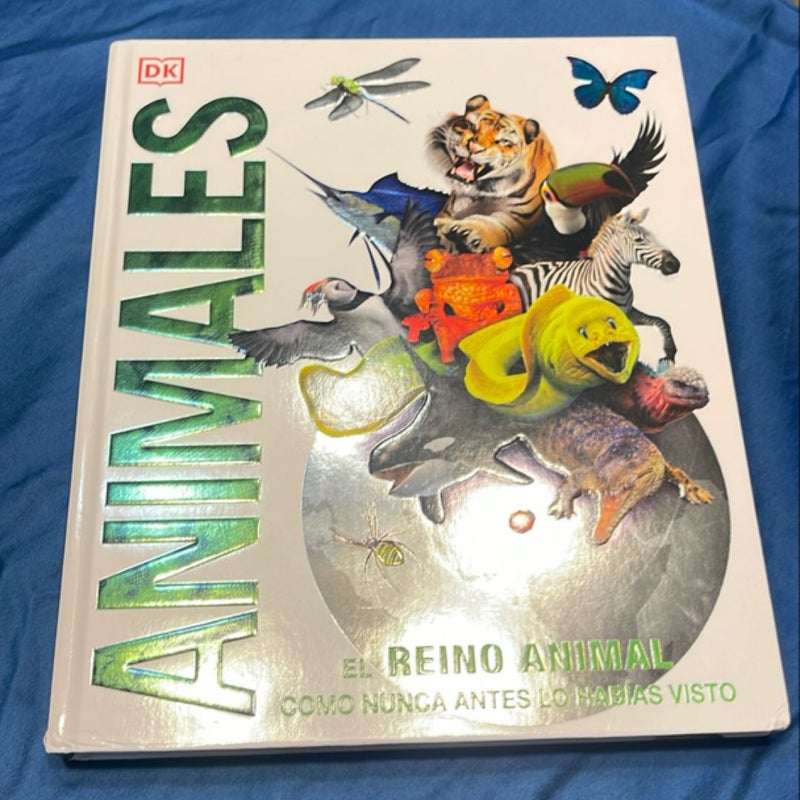 DK
ANIMALES
EL REINO ANIMAL
COMO NUNCA ANTES LO HABÍAS VISTO